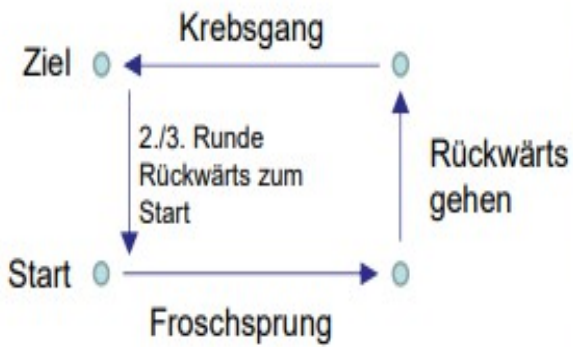 Krebsgang
Ziel
2./3. Runde
Rückwärts zum
Start
Rückwärts
gehen
Start
Froschsprung